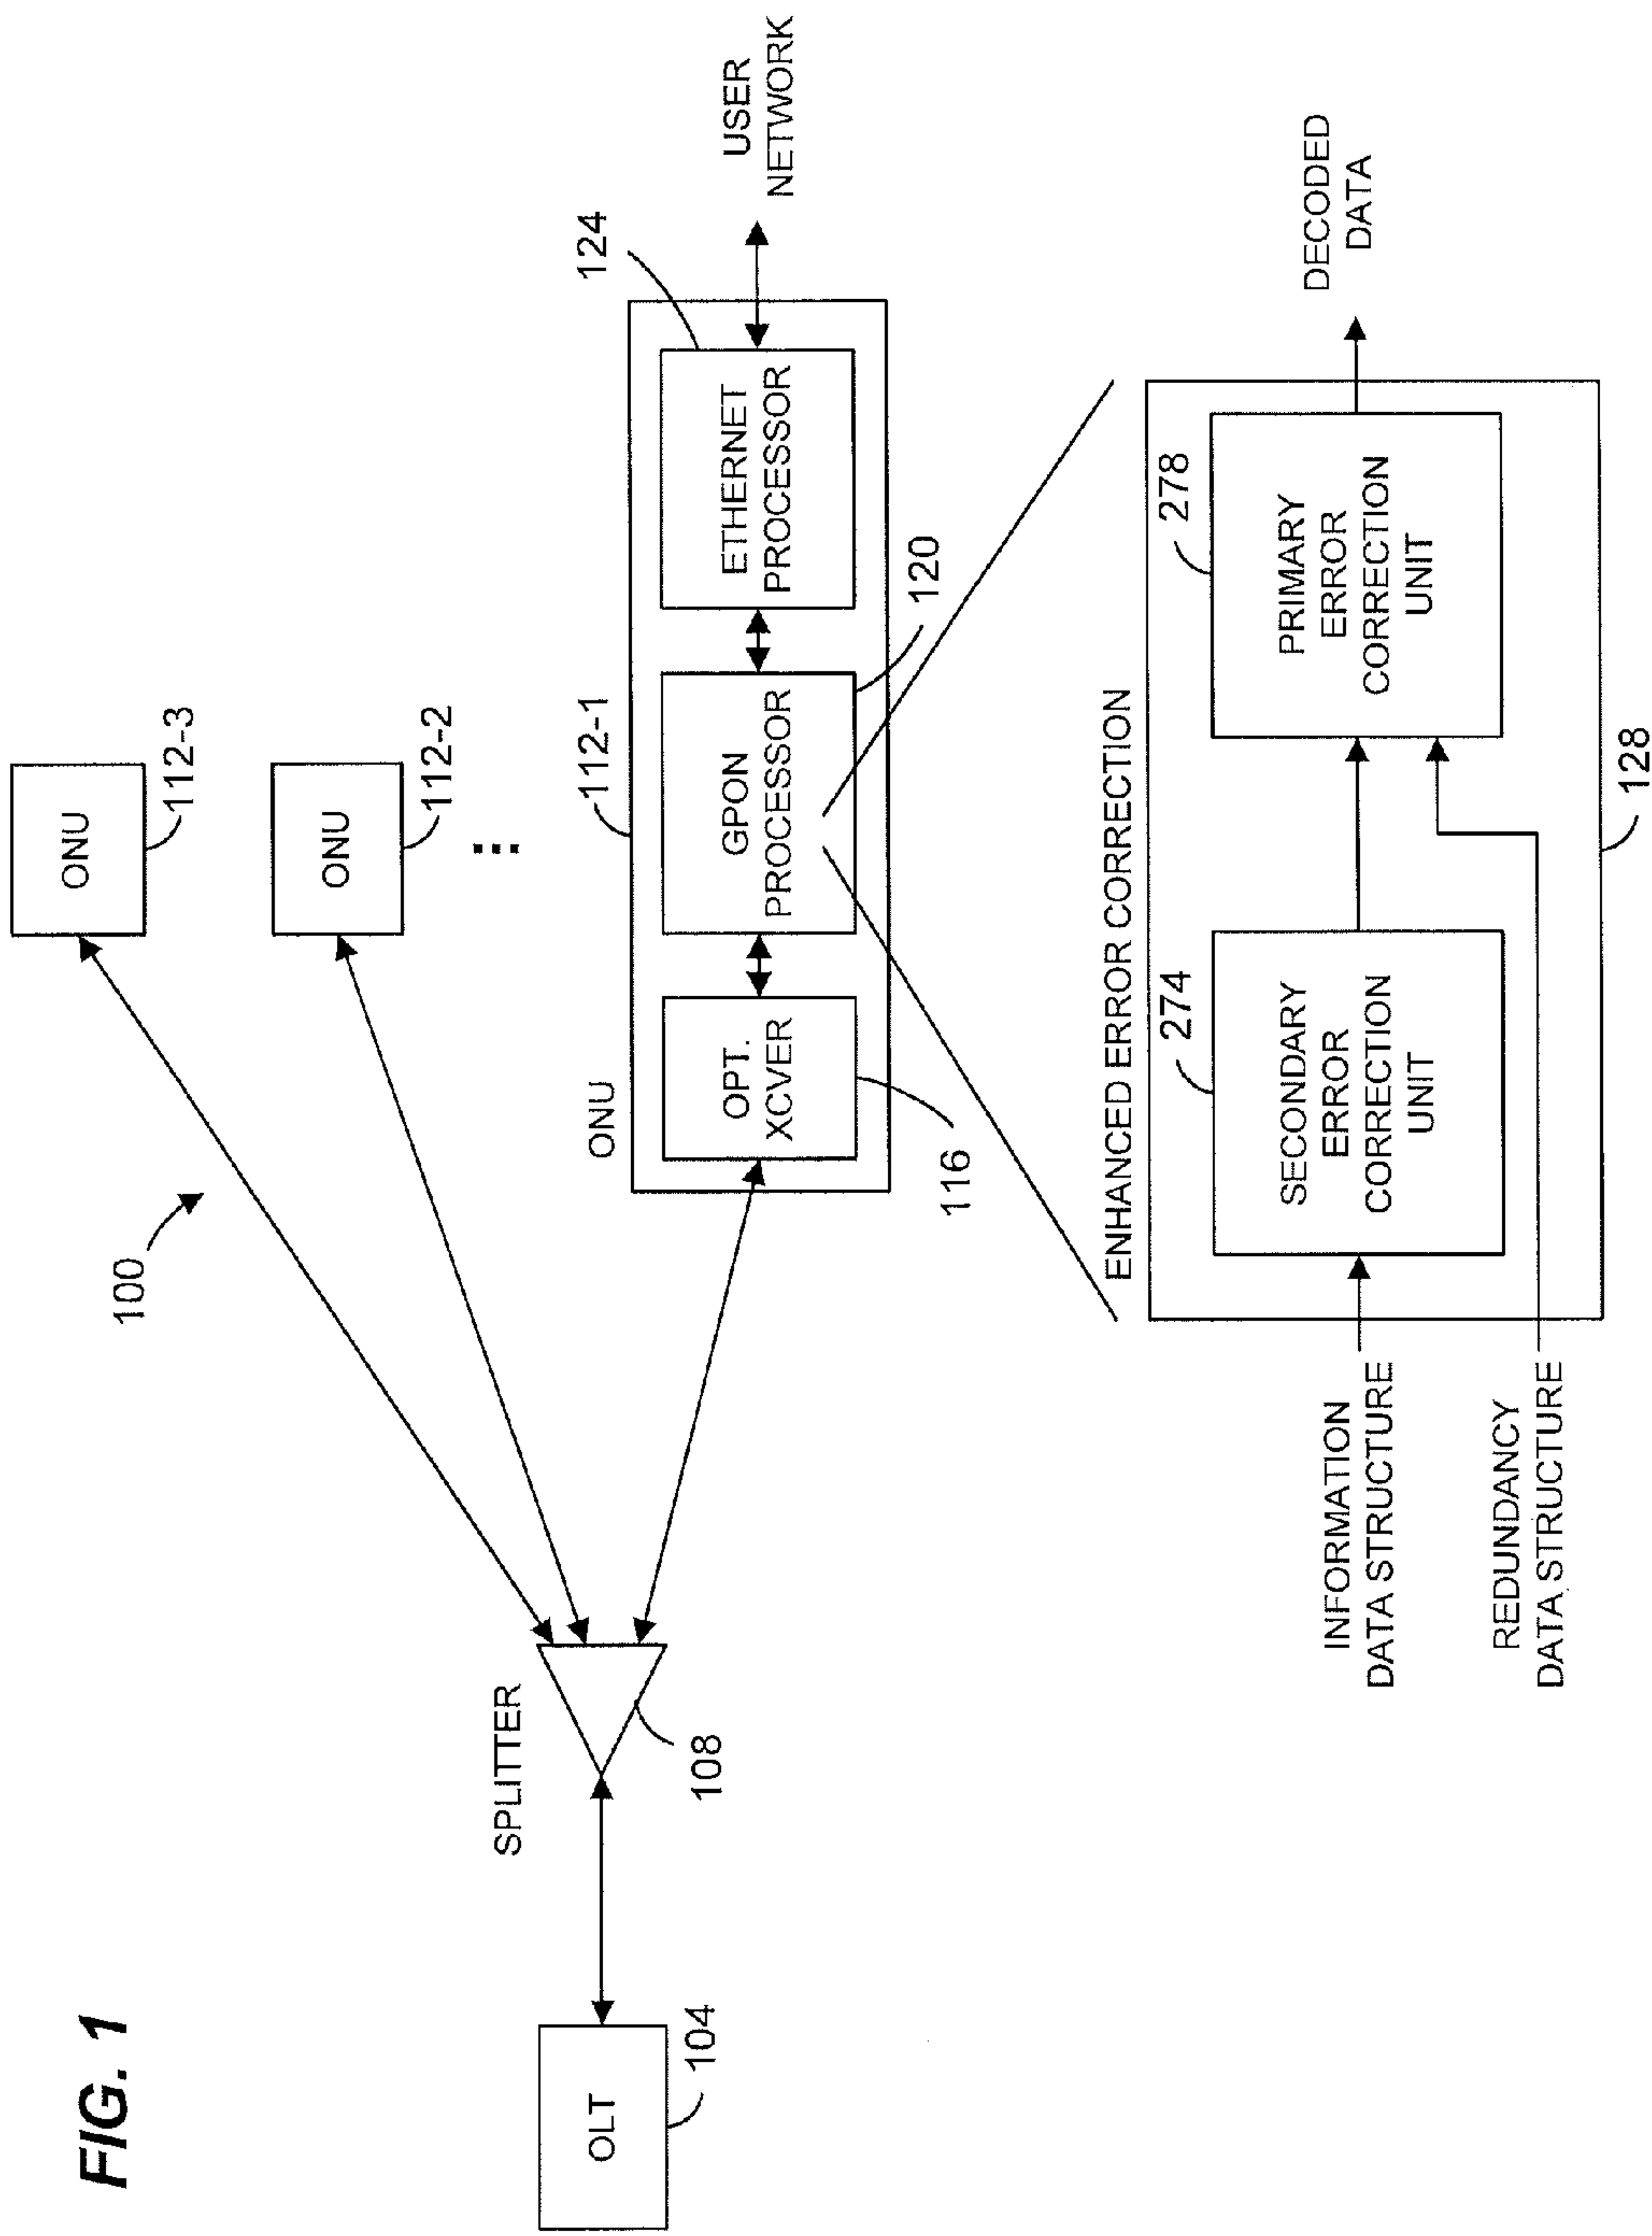 FIG. 1
100
ONU
112-3
ONU
112-2
...
OLT
104
SPLITTER
108
ONU
112-1
OPT.
XCVER
116
GPON
PROCESSOR
120
ETHERNET
PROCESSOR
124
USER
NETWORK
ENHANCED ERROR CORRECTION
INFORMATION
DATA STRUCTURE
REDUNDANCY
DATA STRUCTURE
274
SECONDARY
ERROR
CORRECTION
UNIT
278
PRIMARY
ERROR
CORRECTION
UNIT
DECODED
DATA
128